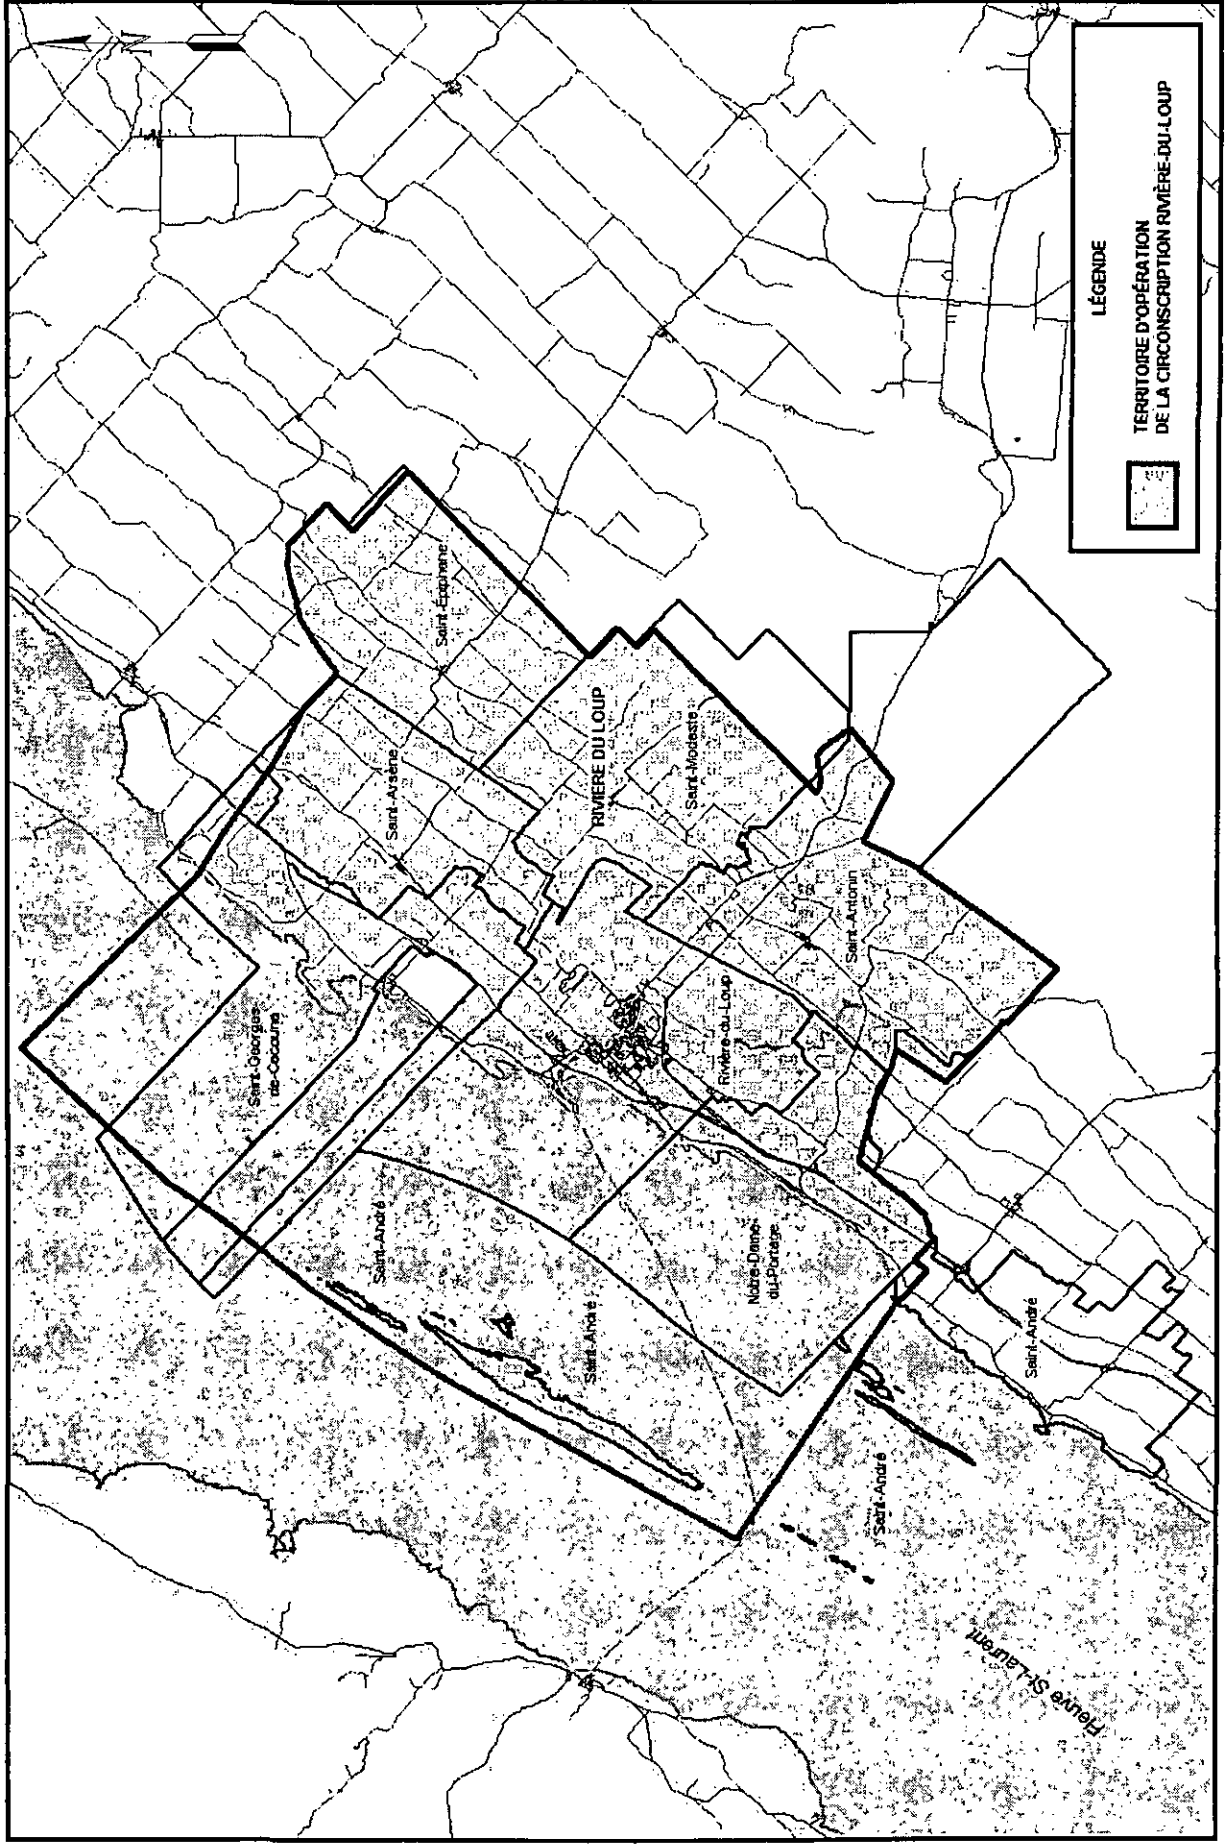 N
Saint-Épiphane
Saint-Arsène
RIVIERE DU LOUP
Saint-Modeste
Saint-Antonin
Rivière-du-Loup
Saint-Georges-
de-Cacouna
Saint-André
Saint-André
Notre-Dame-
du-Portage
Saint-André
Saint-André
Fleuve St-Laurent
LÉGENDE
TERRITOIRE D'OPÉRATION
DE LA CIRCONSCRIPTION RIVIÈRE-DU-LOUP